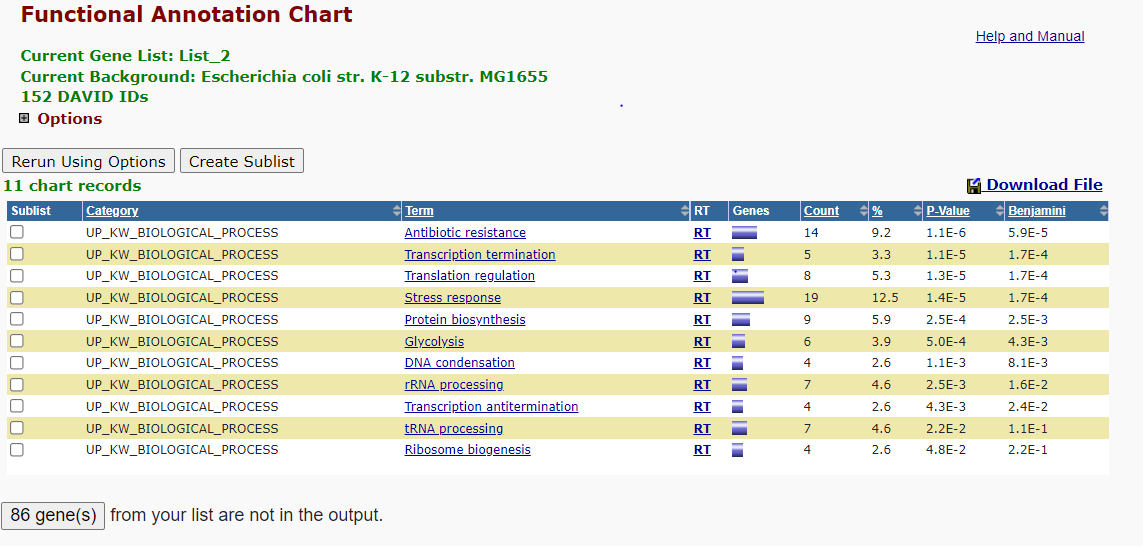 Functional Annotation Chart
Help and Manual
Current Gene List: List_2
Current Background: Escherichia coli str. K-12 substr. MG1655
152 DAVID IDs
Options
Rerun Using Options Create Sublist
11 chart records
Download File
Sublist Category Term RT Genes Count % P-Value Benjamini
UP_KW_BIOLOGICAL_PROCESS Antibiotic resistance RT 14 9.2 1.1E-6 5.9E-5
UP_KW_BIOLOGICAL_PROCESS Transcription termination RT 5 3.3 1.1E-5 1.7E-4
UP_KW_BIOLOGICAL_PROCESS Translation regulation RT 8 5.3 1.3E-5 1.7E-4
UP_KW_BIOLOGICAL_PROCESS Stress response RT 19 12.5 1.4E-5 1.7E-4
UP_KW_BIOLOGICAL_PROCESS Protein biosynthesis RT 9 5.9 2.5E-4 2.5E-3
UP_KW_BIOLOGICAL_PROCESS Glycolysis RT 6 3.9 5.0E-4 4.3E-3
UP_KW_BIOLOGICAL_PROCESS DNA condensation RT 4 2.6 1.1E-3 8.1E-3
UP_KW_BIOLOGICAL_PROCESS rRNA processing RT 7 4.6 2.5E-3 1.6E-2
UP_KW_BIOLOGICAL_PROCESS Transcription antitermination RT 4 2.6 4.3E-3 2.4E-2
UP_KW_BIOLOGICAL_PROCESS tRNA processing RT 7 4.6 2.2E-2 1.1E-1
UP_KW_BIOLOGICAL_PROCESS Ribosome biogenesis RT 4 2.6 4.8E-2 2.2E-1
86 gene(s) from your list are not in the output.